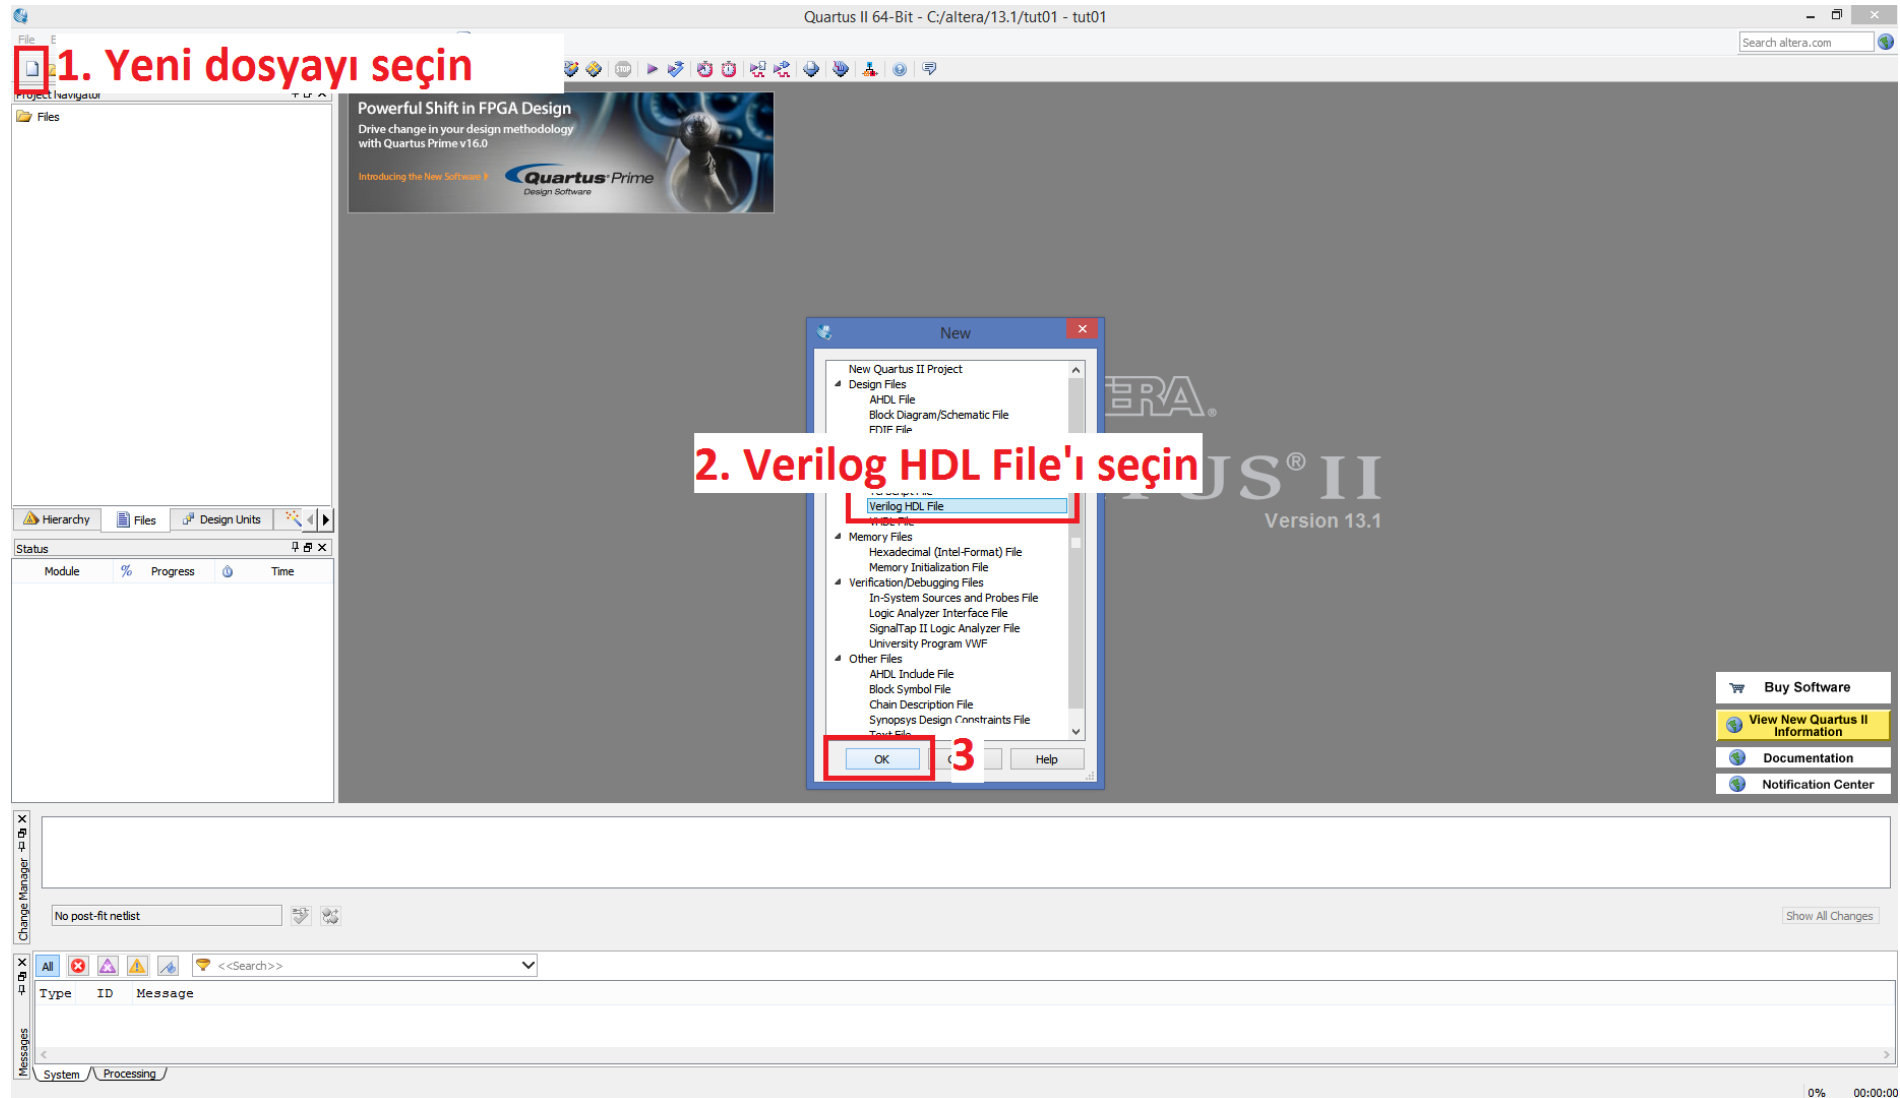 Quartus II 64-Bit - C:/altera/13.1/tut01 - tut01
File
Search altera.com
1. Yeni dosyayı seçin
Project Navigator
Files
Powerful Shift in FPGA Design
Drive change in your design methodology
with Quartus Prime v16.0
Introducing the New Software
Quartus Prime
Design Software
New
New Quartus II Project
Design Files
AHDL File
Block Diagram/Schematic File
EDIF File
2. Verilog HDL File'ı seçin
Verilog HDL File
VHDL File
Memory Files
Hexadecimal (Intel-Format) File
Memory Initialization File
Verification/Debugging Files
In-System Sources and Probes File
Logic Analyzer Interface File
SignalTap II Logic Analyzer File
University Program VWF
Other Files
AHDL Include File
Block Symbol File
Chain Description File
Synopsys Design Constraints File
Text File
OK
3
Help
ERA®
US® II
Version 13.1
Hierarchy
Files
Design Units
Status
Module
% Progress
Time
Buy Software
View New Quartus II
Information
Documentation
Notification Center
Change Manager
No post-fit netlist
Show All Changes
All
<<Search>>
Type ID Message
Messages
System
Processing
0% 00:00:00